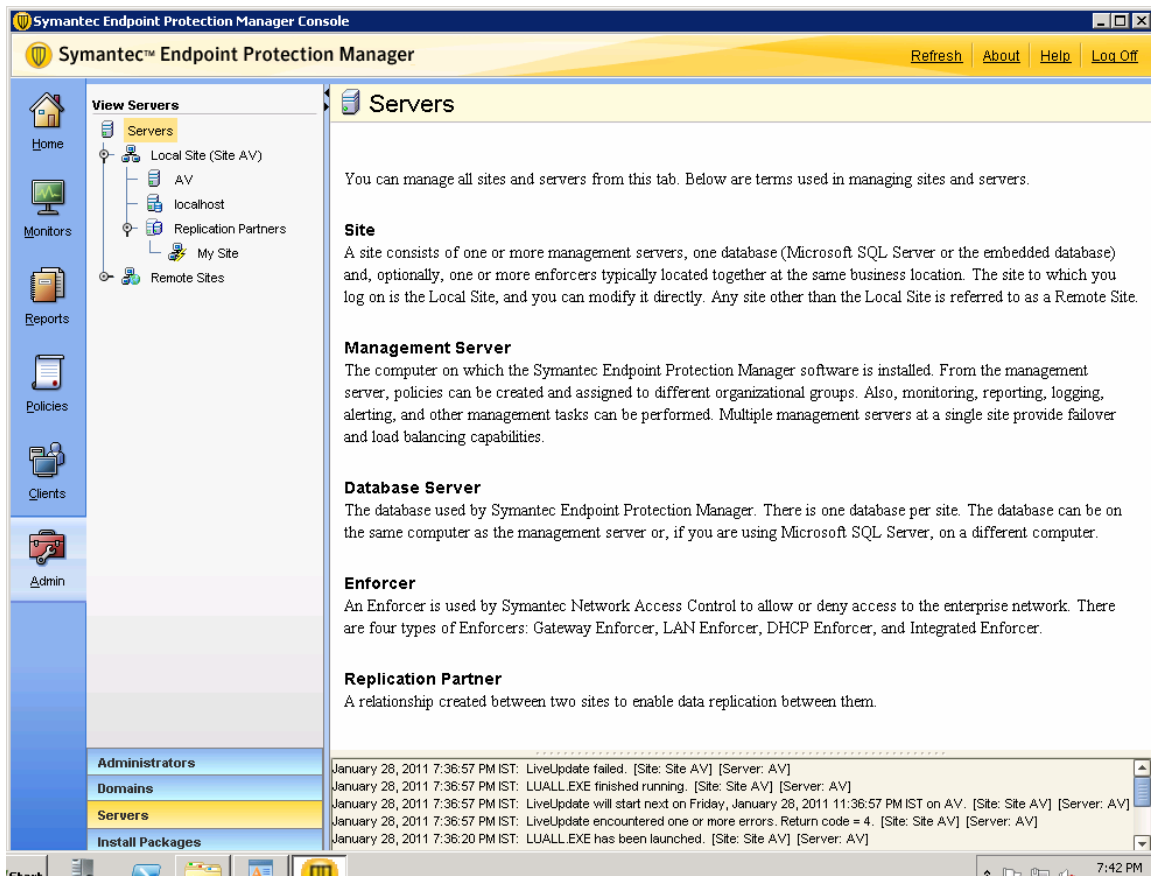 Symantec Endpoint Protection Manager Console
Symantec™ Endpoint Protection Manager
Refresh About Help Log Off
Home
Monitors
Reports
Policies
Clients
Admin
View Servers
Servers
Local Site (Site AV)
AV
localhost
Replication Partners
My Site
Remote Sites
Administrators
Domains
Servers
Install Packages
Servers
You can manage all sites and servers from this tab. Below are terms used in managing sites and servers.
Site
A site consists of one or more management servers, one database (Microsoft SQL Server or the embedded database)
and, optionally, one or more enforcers typically located together at the same business location. The site to which you
log on is the Local Site, and you can modify it directly. Any site other than the Local Site is referred to as a Remote Site.
Management Server
The computer on which the Symantec Endpoint Protection Manager software is installed. From the management
server, policies can be created and assigned to different organizational groups. Also, monitoring, reporting, logging,
alerting, and other management tasks can be performed. Multiple management servers at a single site provide failover
and load balancing capabilities.
Database Server
The database used by Symantec Endpoint Protection Manager. There is one database per site. The database can be on
the same computer as the management server or, if you are using Microsoft SQL Server, on a different computer.
Enforcer
An Enforcer is used by Symantec Network Access Control to allow or deny access to the enterprise network. There
are four types of Enforcers: Gateway Enforcer, LAN Enforcer, DHCP Enforcer, and Integrated Enforcer.
Replication Partner
A relationship created between two sites to enable data replication between them.
January 28, 2011 7:36:57 PM IST: LiveUpdate failed. [Site: Site AV] [Server: AV]
January 28, 2011 7:36:57 PM IST: LUALL.EXE finished running. [Site: Site AV] [Server: AV]
January 28, 2011 7:36:57 PM IST: LiveUpdate will start next on Friday, January 28, 2011 11:36:57 PM IST on AV. [Site: Site AV] [Server: AV]
January 28, 2011 7:36:57 PM IST: LiveUpdate encountered one or more errors. Return code = 4. [Site: Site AV] [Server: AV]
January 28, 2011 7:36:20 PM IST: LUALL.EXE has been launched. [Site: Site AV] [Server: AV]
Start
7:42 PM